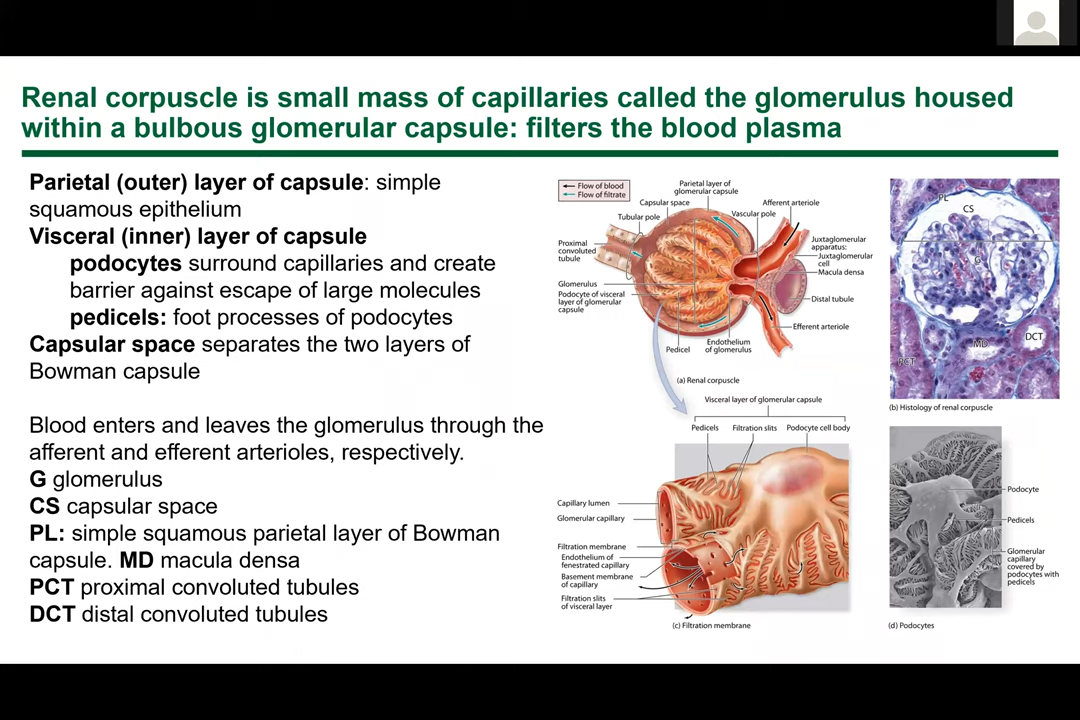 Renal corpuscle is small mass of capillaries called the glomerulus housed
within a bulbous glomerular capsule: filters the blood plasma
Parietal (outer) layer of capsule: simple
squamous epithelium
Visceral (inner) layer of capsule
podocytes surround capillaries and create
barrier against escape of large molecules
pedicels: foot processes of podocytes
Capsular space separates the two layers of
Bowman capsule
Blood enters and leaves the glomerulus through the
afferent and efferent arterioles, respectively.
G glomerulus
CS capsular space
PL: simple squamous parietal layer of Bowman
capsule. MD macula densa
PCT proximal convoluted tubules
DCT distal convoluted tubules
Flow of blood
Flow of filtrate
Parietal layer of
glomerular capsule
Capsular space
Tubular pole
Vascular pole
Afferent arteriole
Proximal
convoluted
tubule
Glomerulus
Podocyte of visceral
layer of glomerular
capsule
Juxtaglomerular
apparatus:
Juxtaglomerular
cell
Macula densa
Distal tubule
Efferent arteriole
Pedicel
Endothelium
of glomerulus
(a) Renal corpuscle
Visceral layer of glomerular capsule
Pedicels
Filtration slits
Podocyte cell body
Capillary lumen
Glomerular capillary
Filtration membrane
Endothelium of
fenestrated capillary
Basement membrane
of capillary
Filtration slits
of visceral layer
(c) Filtration membrane
PL
CS
G
MD
DCT
PCT
(b) Histology of renal corpuscle
Podocyte
Pedicels
Glomerular
capillary
covered by
podocytes with
pedicels
(d) Podocytes